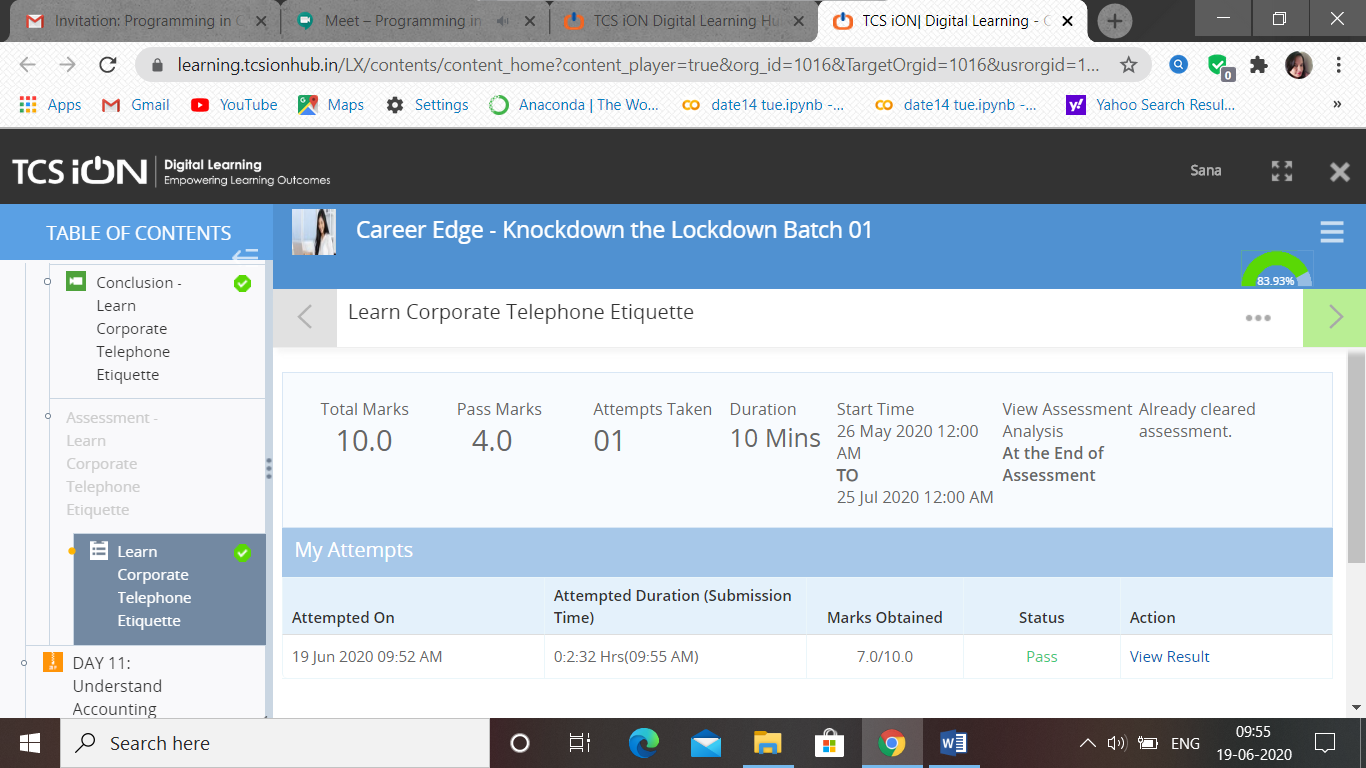 Invitation: Programming in C
Meet – Programming in
TCS iON Digital Learning Hu
TCS iON| Digital Learning - C
learning.tcsionhub.in/LX/contents/content_home?content_player=true&org_id=1016&TargetOrgid=1016&usrorgid=1...
0
Apps
Gmail
YouTube
Maps
Settings
Anaconda | The Wo...
date14 tue.ipynb -...
date14 tue.ipynb -...
Yahoo Search Resul...
»
TCS iON
Digital Learning
Empowering Learning Outcomes
Sana
TABLE OF CONTENTS
Career Edge - Knockdown the Lockdown Batch 01
83.93%
Conclusion -
Learn
Corporate
Telephone
Etiquette
Assessment -
Learn
Corporate
Telephone
Etiquette
Learn
Corporate
Telephone
Etiquette
DAY 11:
Understand
Accounting
Learn Corporate Telephone Etiquette
Total Marks
10.0
Pass Marks
4.0
Attempts Taken
01
Duration
10 Mins
Start Time
26 May 2020 12:00
AM
TO
25 Jul 2020 12:00 AM
View Assessment
Analysis
At the End of
Assessment
Already cleared
assessment.
My Attempts
Attempted On
Attempted Duration (Submission
Time)
Marks Obtained
Status
Action
19 Jun 2020 09:52 AM
0:2:32 Hrs(09:55 AM)
7.0/10.0
Pass
View Result
Search here
ENG
09:55
19-06-2020